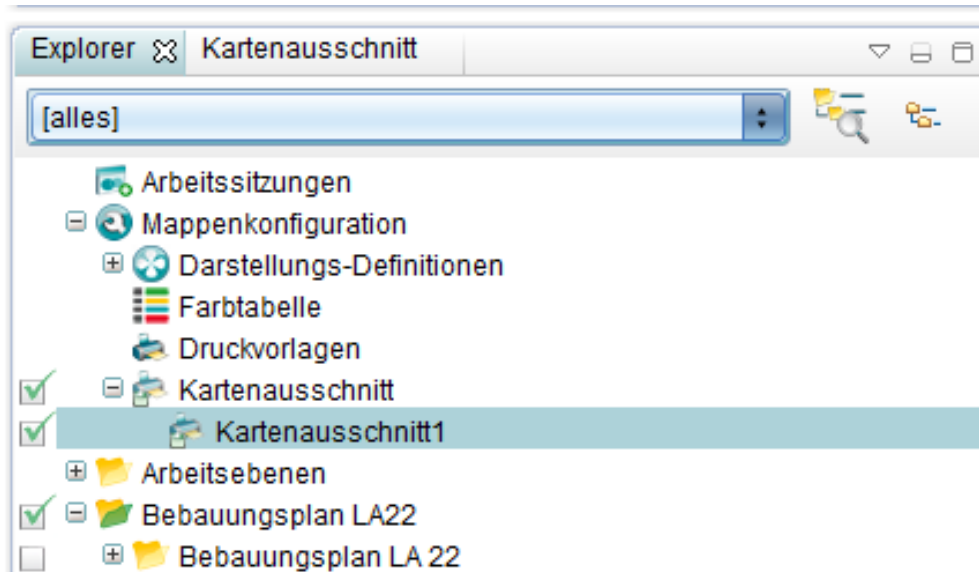 Explorer Kartenausschnitt
[alles]
Arbeitssitzungen
Mappenkonfiguration
Darstellungs-Definitionen
Farbtabelle
Druckvorlagen
Kartenausschnitt
Kartenausschnitt1
Arbeitsebenen
Bebauungsplan LA22
Bebauungsplan LA 22